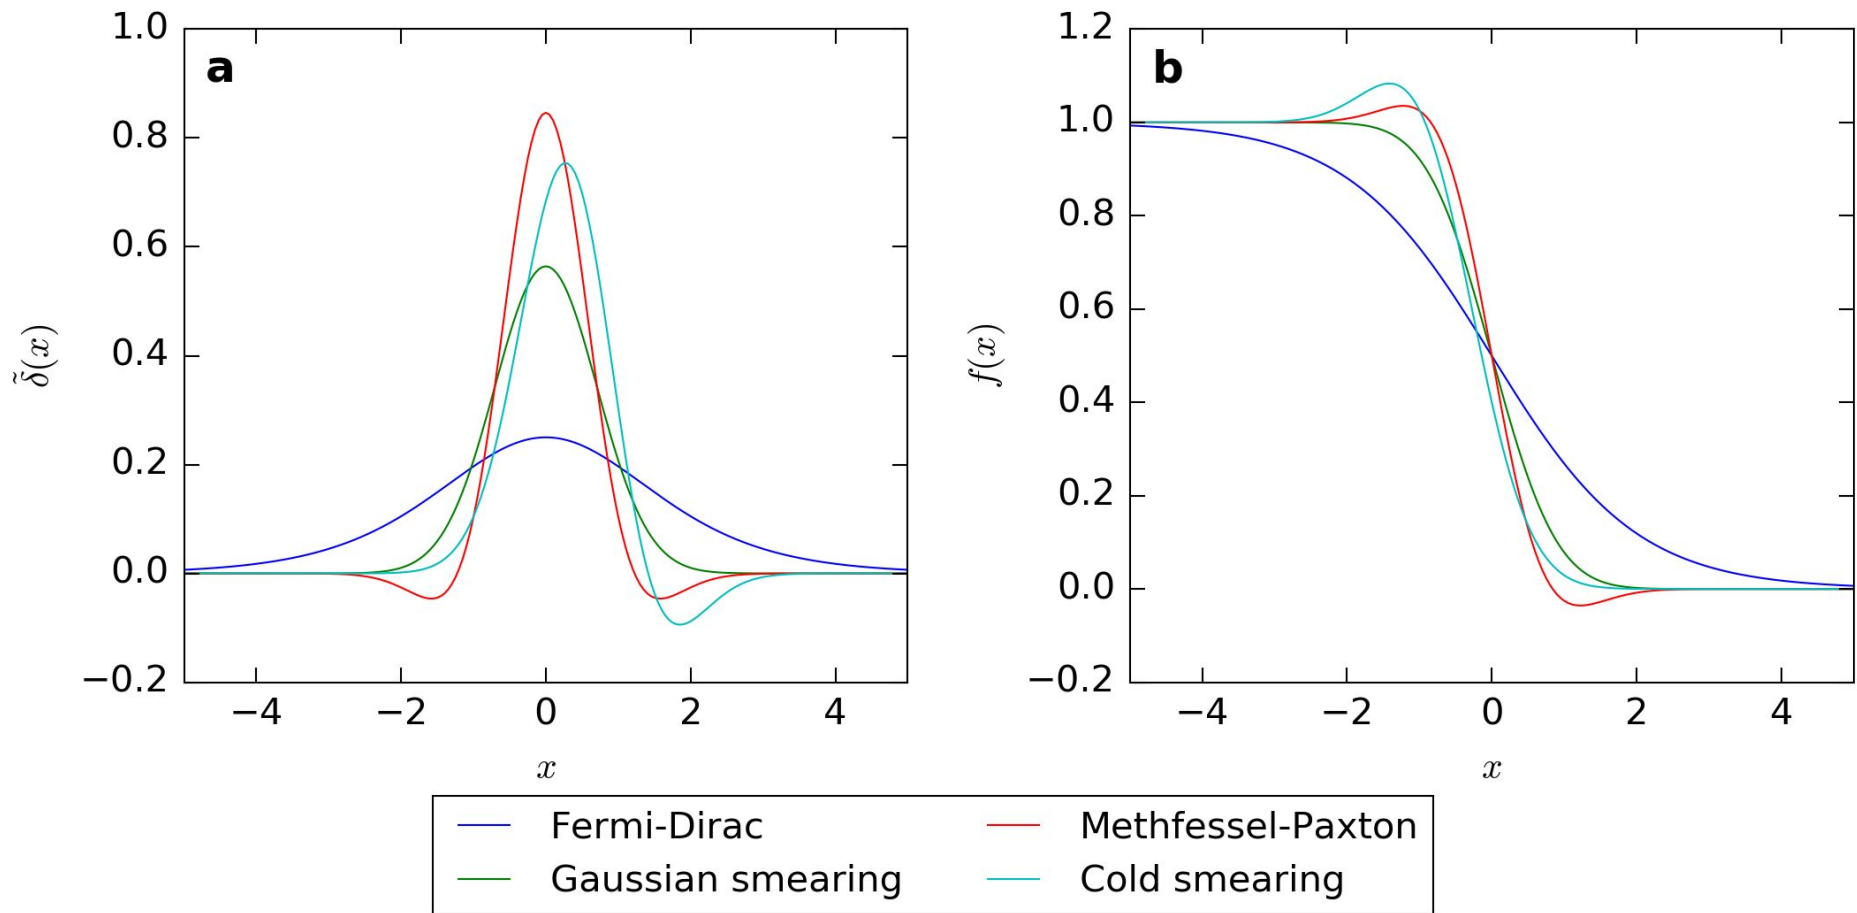 a
1.0
0.8
0.6
0.4
0.2
0.0
−0.2
−4 −2 0 2 4
δ̃(x)
x
b
1.2
1.0
0.8
0.6
0.4
0.2
0.0
−0.2
−4 −2 0 2 4
f(x)
x
Fermi-Dirac
Gaussian smearing
Methfessel-Paxton
Cold smearing